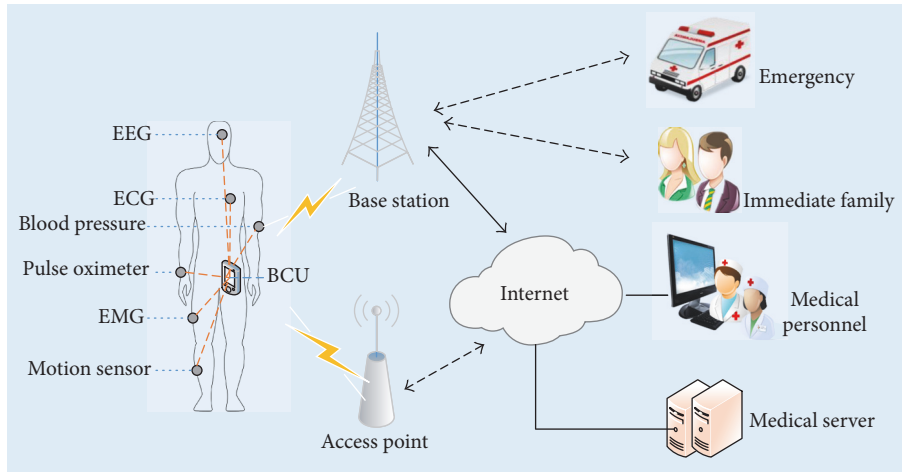 EEG
ECG
Blood pressure
Pulse oximeter
BCU
EMG
Motion sensor
Base station
Access point
Internet
Emergency
Immediate family
Medical
personnel
Medical server